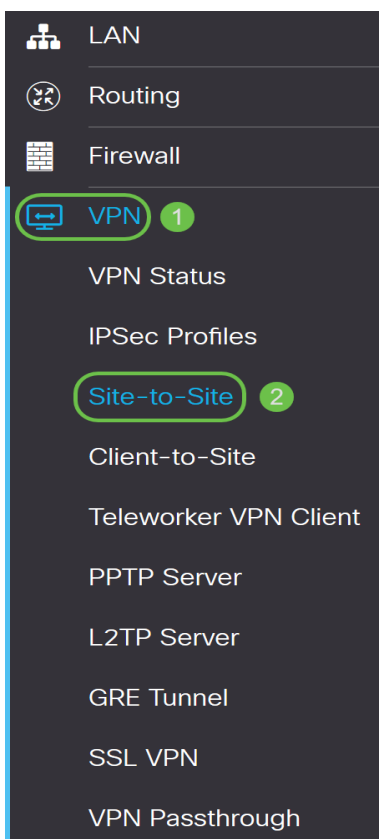 LAN
Routing
Firewall
VPN 1
VPN Status
IPSec Profiles
Site-to-Site 2
Client-to-Site
Teleworker VPN Client
PPTP Server
L2TP Server
GRE Tunnel
SSL VPN
VPN Passthrough